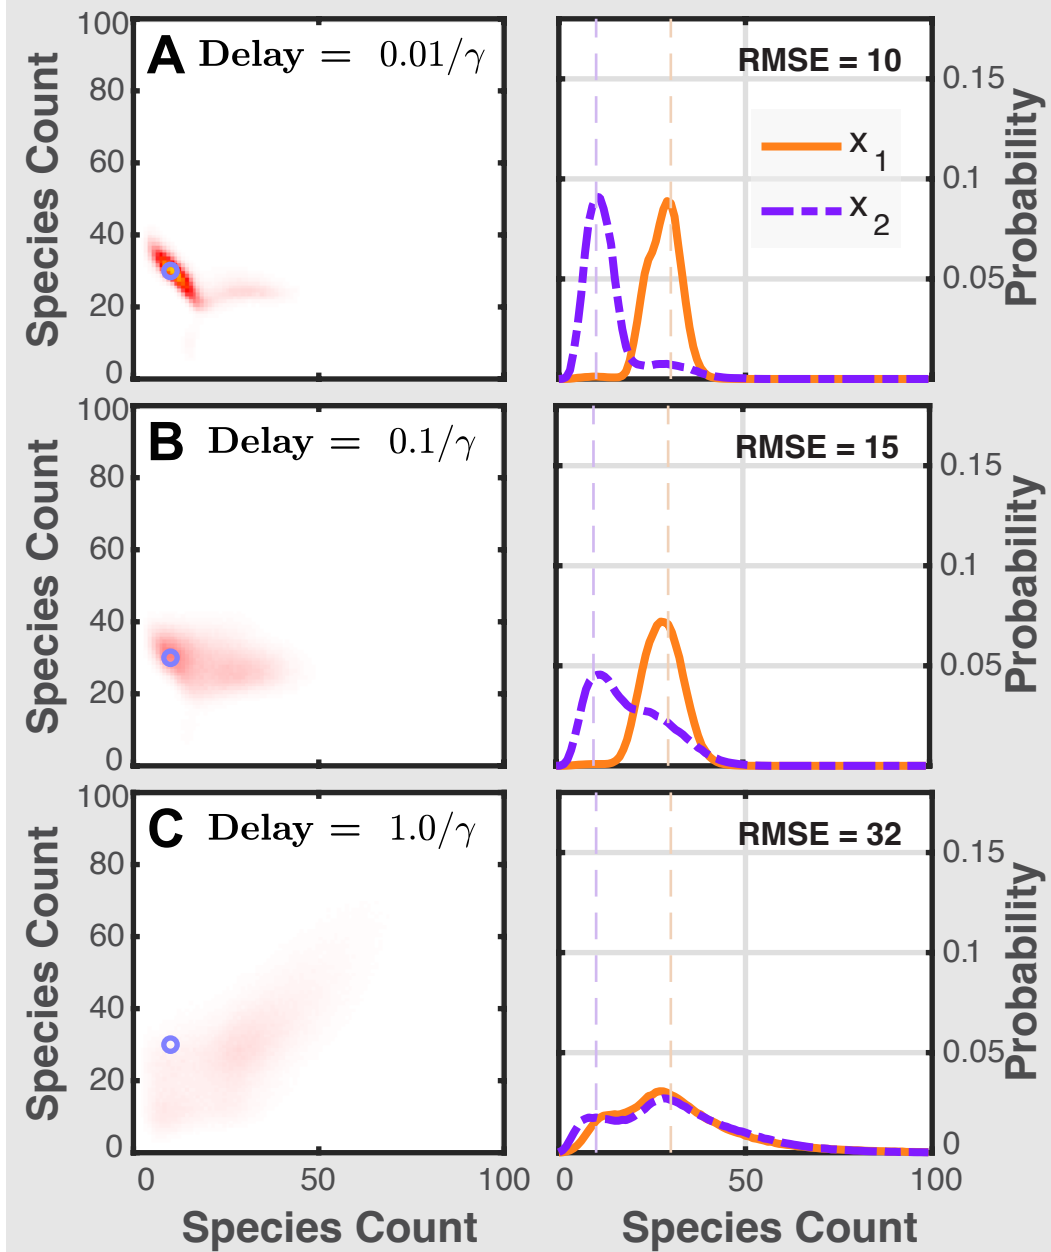 A Delay = 0.01/γ
RMSE = 10
x1
x2
Species Count
100
80
60
40
20
0
0.15
0.1
0.05
Probability
B Delay = 0.1/γ
RMSE = 15
Species Count
100
80
60
40
20
0
0.15
0.1
0.05
Probability
C Delay = 1.0/γ
RMSE = 32
Species Count
100
80
60
40
20
0
0.15
0.1
0.05
0
Probability
0 50 100
0 50 100
Species Count
Species Count